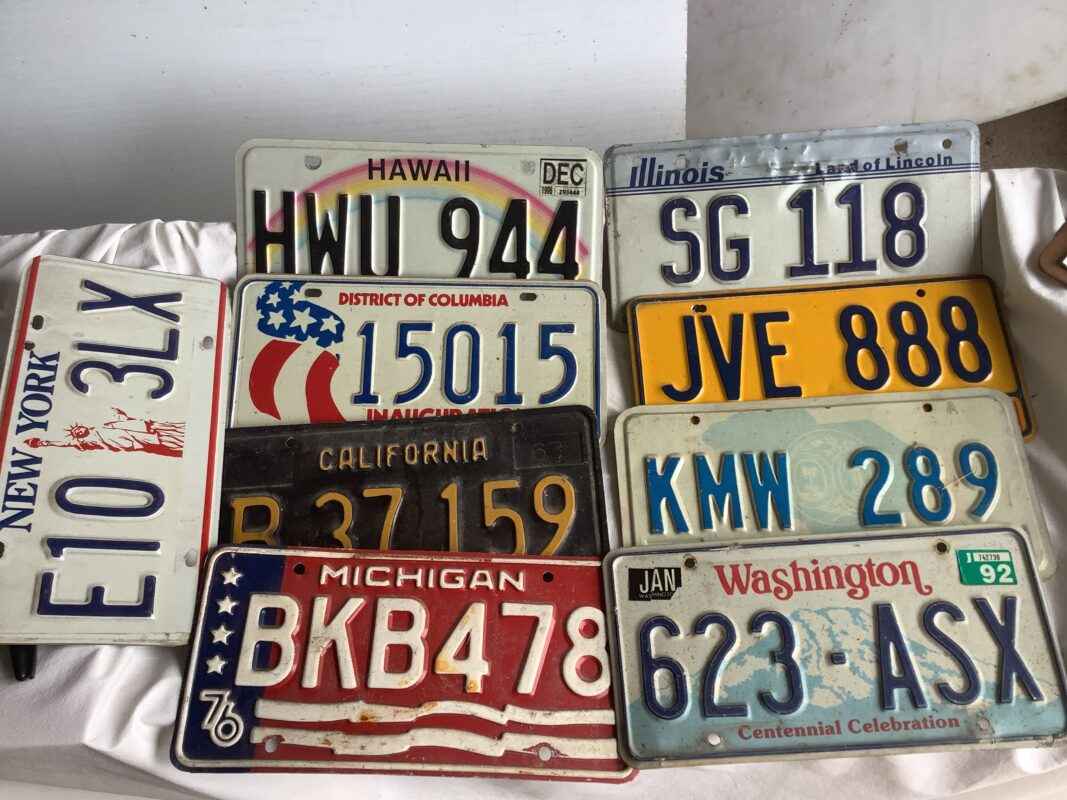 HAWAII
DEC
HWU 944
Illinois
Land of Lincoln
SG 118
NEW YORK
E10 3LX
DISTRICT OF COLUMBIA
15015
INAUGURATION
JVE 888
CALIFORNIA
37 159
KMW 289
MICHIGAN
BKB478
76
JAN
Washington
92
623-ASX
Centennial Celebration